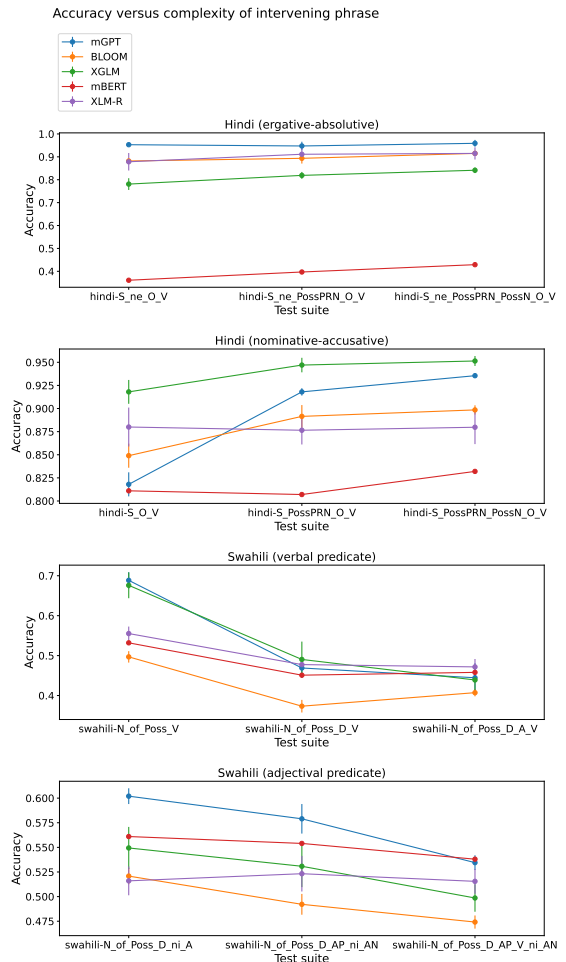 Accuracy versus complexity of intervening phrase
mGPT
BLOOM
XGLM
mBERT
XLM-R
Hindi (ergative-absolutive)
1.0
0.9
0.8
0.7
0.6
0.5
0.4
Accuracy
hindi-S_ne_O_V
hindi-S_ne_PossPRN_O_V
hindi-S_ne_PossPRN_PossN_O_V
Test suite
Hindi (nominative-accusative)
0.950
0.925
0.900
0.875
0.850
0.825
0.800
Accuracy
hindi-S_O_V
hindi-S_PossPRN_O_V
hindi-S_PossPRN_PossN_O_V
Test suite
Swahili (verbal predicate)
0.7
0.6
0.5
0.4
Accuracy
swahili-N_of_Poss_V
swahili-N_of_Poss_D_V
swahili-N_of_Poss_D_A_V
Test suite
Swahili (adjectival predicate)
0.600
0.575
0.550
0.525
0.500
0.475
Accuracy
swahili-N_of_Poss_D_ni_A
swahili-N_of_Poss_D_AP_ni_AN
swahili-N_of_Poss_D_AP_V_ni_AN
Test suite